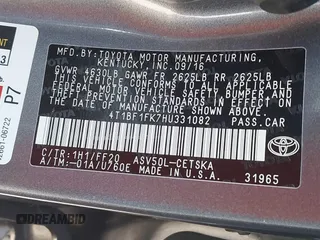 MFD. BY:TOYOTA MOTOR MANUFACTURING,
KENTUCKY, INC. 09/16
GVWR 4630LB GAWR FR 2625LB RR 2625LB
THIS VEHICLE CONFORMS TO ALL APPLICABLE
FEDERAL MOTOR VEHICLE SAFETY, BUMPER, AND
THEFT PREVENTION STANDARDS IN EFFECT ON
THE DATE OF MANUFACTURE SHOWN ABOVE.
4T1BF1FK7HU331082 PASS.CAR
C/TR:1H1/FF20 ASV50L-CETSKA
A/TM:-01A/U760E
31965
TOYOTA
P7
DREAMBID